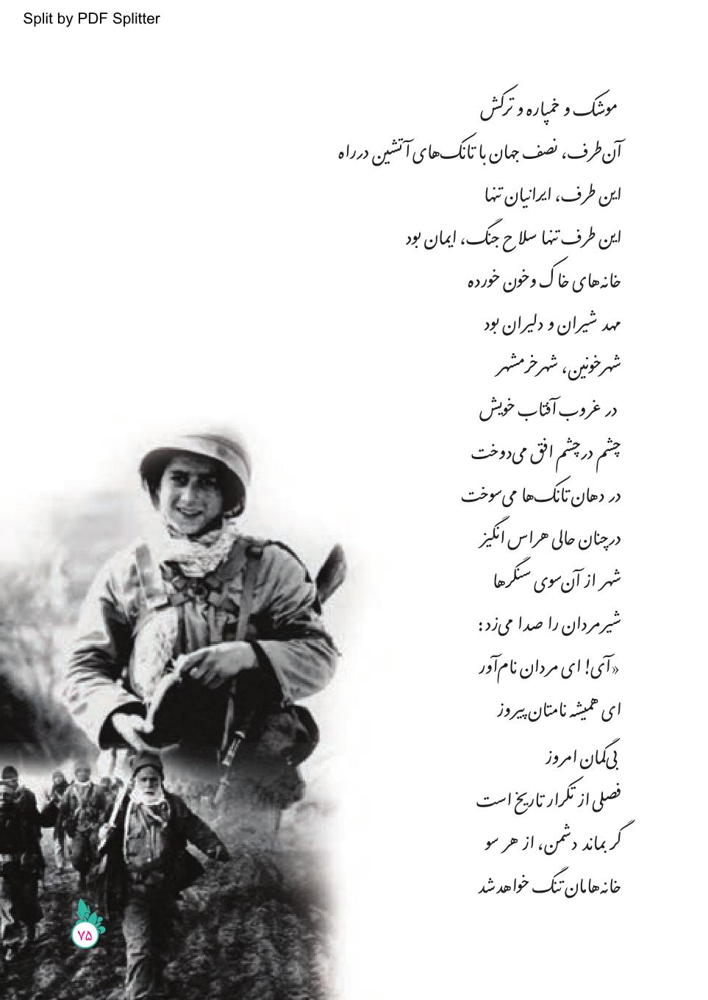 Split by PDF Splitter
موشک و خمپاره و ترکش
آن‌طرف، نصف جهان با تانک‌های آتشین در راه
این طرف، ایرانیان تنها
این طرف تنها سلاح جنگ، ایمان بود
خانه‌های خاک و خون خورده
مهد شیران و دلیران بود
شهر خونین، شهر خرمشهر
در غروب آفتاب خویش
چشم در چشم افق می‌دوخت
در دهان تانک‌ها می‌سوخت
در چنان حالی هراس انگیز
شهر از آن‌سوی سنگرها
شیرمردان را صدا می‌زد:
«آی! ای مردان نام‌آور
ای همیشه نامتان پیروز
بی‌گمان امروز
فصلی از تکرار تاریخ است
گر بماند دشمن، از هر سو
خانه‌هامان تنگ خواهد شد
۷۵